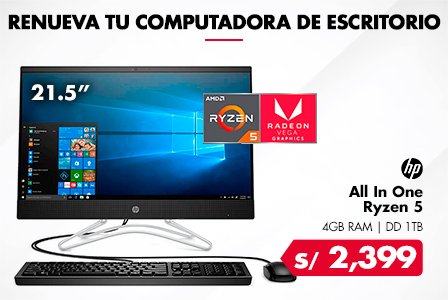 RENUEVA TU COMPUTADORA DE ESCRITORIO
21.5”
AMD
RYZEN
5
RADEON
VEGA
GRAPHICS
hp
All In One
Ryzen 5
4GB RAM | DD 1TB
S/ 2,399